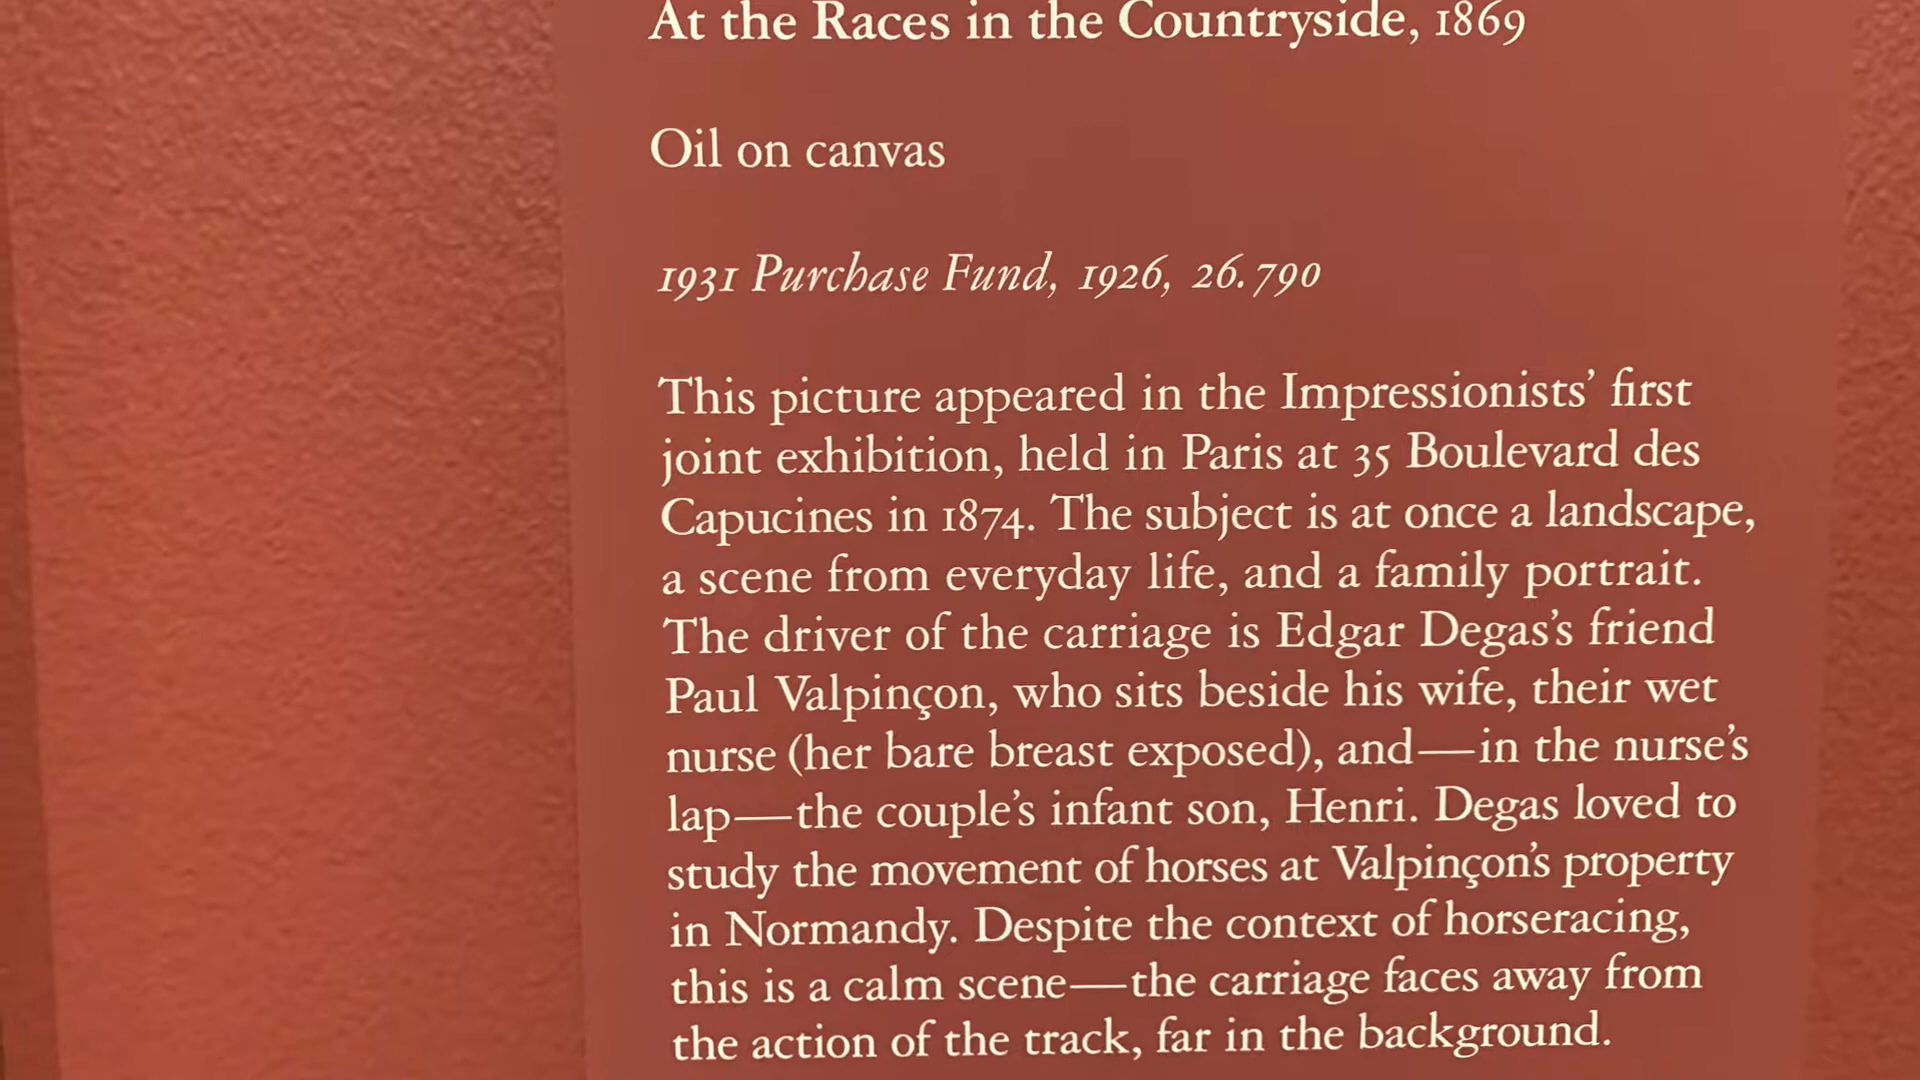 At the Races in the Countryside, 1869
Oil on canvas
1931 Purchase Fund, 1926, 26.790
This picture appeared in the Impressionists’ first
joint exhibition, held in Paris at 35 Boulevard des
Capucines in 1874. The subject is at once a landscape,
a scene from everyday life, and a family portrait.
The driver of the carriage is Edgar Degas’s friend
Paul Valpinçon, who sits beside his wife, their wet
nurse (her bare breast exposed), and—in the nurse’s
lap—the couple’s infant son, Henri. Degas loved to
study the movement of horses at Valpinçon’s property
in Normandy. Despite the context of horseracing,
this is a calm scene—the carriage faces away from
the action of the track, far in the background.